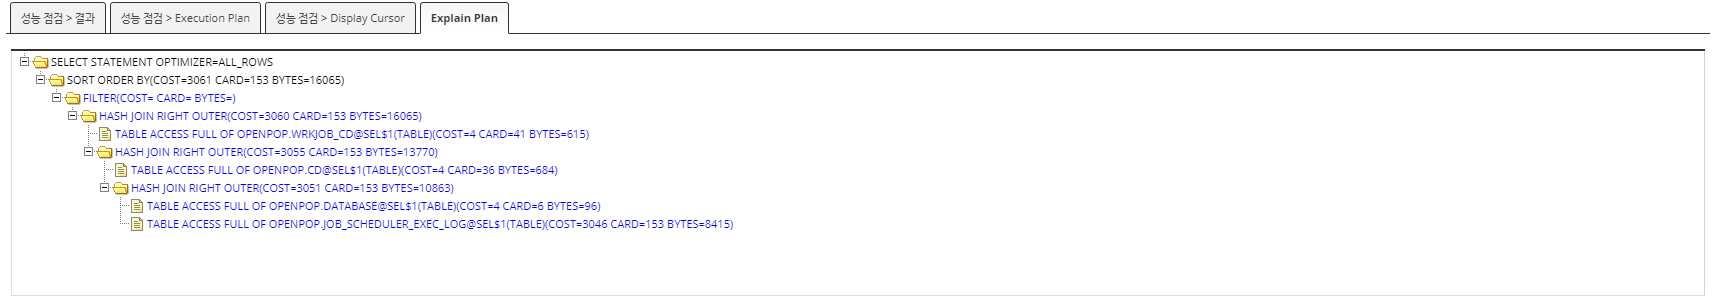 성능 점검 > 결과
성능 점검 > Execution Plan
성능 점검 > Display Cursor
Explain Plan
SELECT STATEMENT OPTIMIZER=ALL_ROWS
SORT ORDER BY(COST=3061 CARD=153 BYTES=16065)
FILTER(COST= CARD= BYTES=)
HASH JOIN RIGHT OUTER(COST=3060 CARD=153 BYTES=16065)
TABLE ACCESS FULL OF OPENPOP.WRKJOB_CD@SEL$1(TABLE)(COST=4 CARD=41 BYTES=615)
HASH JOIN RIGHT OUTER(COST=3055 CARD=153 BYTES=13770)
TABLE ACCESS FULL OF OPENPOP.CD@SEL$1(TABLE)(COST=4 CARD=36 BYTES=684)
HASH JOIN RIGHT OUTER(COST=3051 CARD=153 BYTES=10863)
TABLE ACCESS FULL OF OPENPOP.DATABASE@SEL$1(TABLE)(COST=4 CARD=6 BYTES=96)
TABLE ACCESS FULL OF OPENPOP.JOB_SCHEDULER_EXEC_LOG@SEL$1(TABLE)(COST=3046 CARD=153 BYTES=8415)